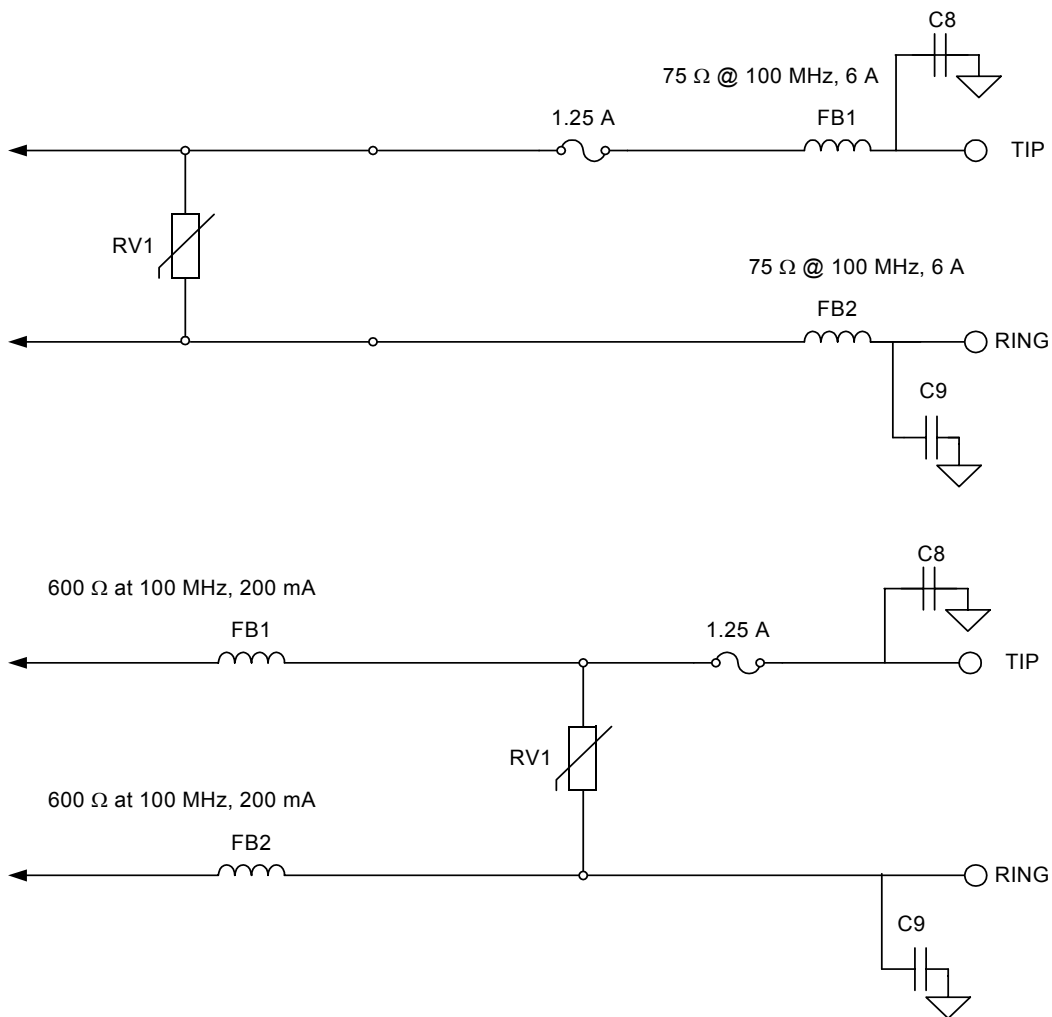 C8
75 Ω @ 100 MHz, 6 A
1.25 A
FB1
TIP
RV1
75 Ω @ 100 MHz, 6 A
FB2
RING
C9
C8
600 Ω at 100 MHz, 200 mA
FB1
1.25 A
TIP
RV1
600 Ω at 100 MHz, 200 mA
FB2
RING
C9